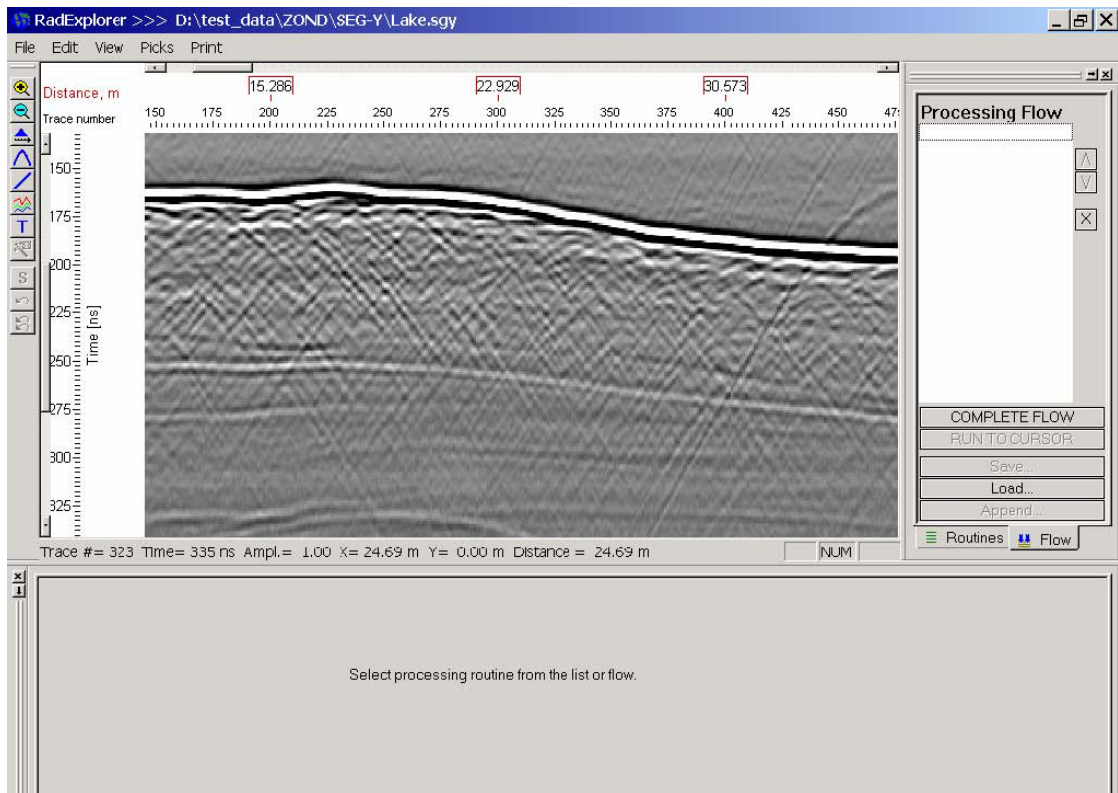 RadExplorer >>> D:\test_data\ZOND\SEG-Y\Lake.sgy
File Edit View Picks Print
Distance, m 15.286 22.929 30.573
Trace number 150 175 200 225 250 275 300 325 350 375 400 425 450 47
Processing Flow
150
175
200
225
250
275
300
325
Time [ns]
T
S
COMPLETE FLOW
RUN TO CURSOR
Save...
Load...
Append...
Routines Flow
Trace #= 323 Time= 335 ns Ampl.= 1.00 X= 24.69 m Y= 0.00 m Distance = 24.69 m NUM
Select processing routine from the list or flow.